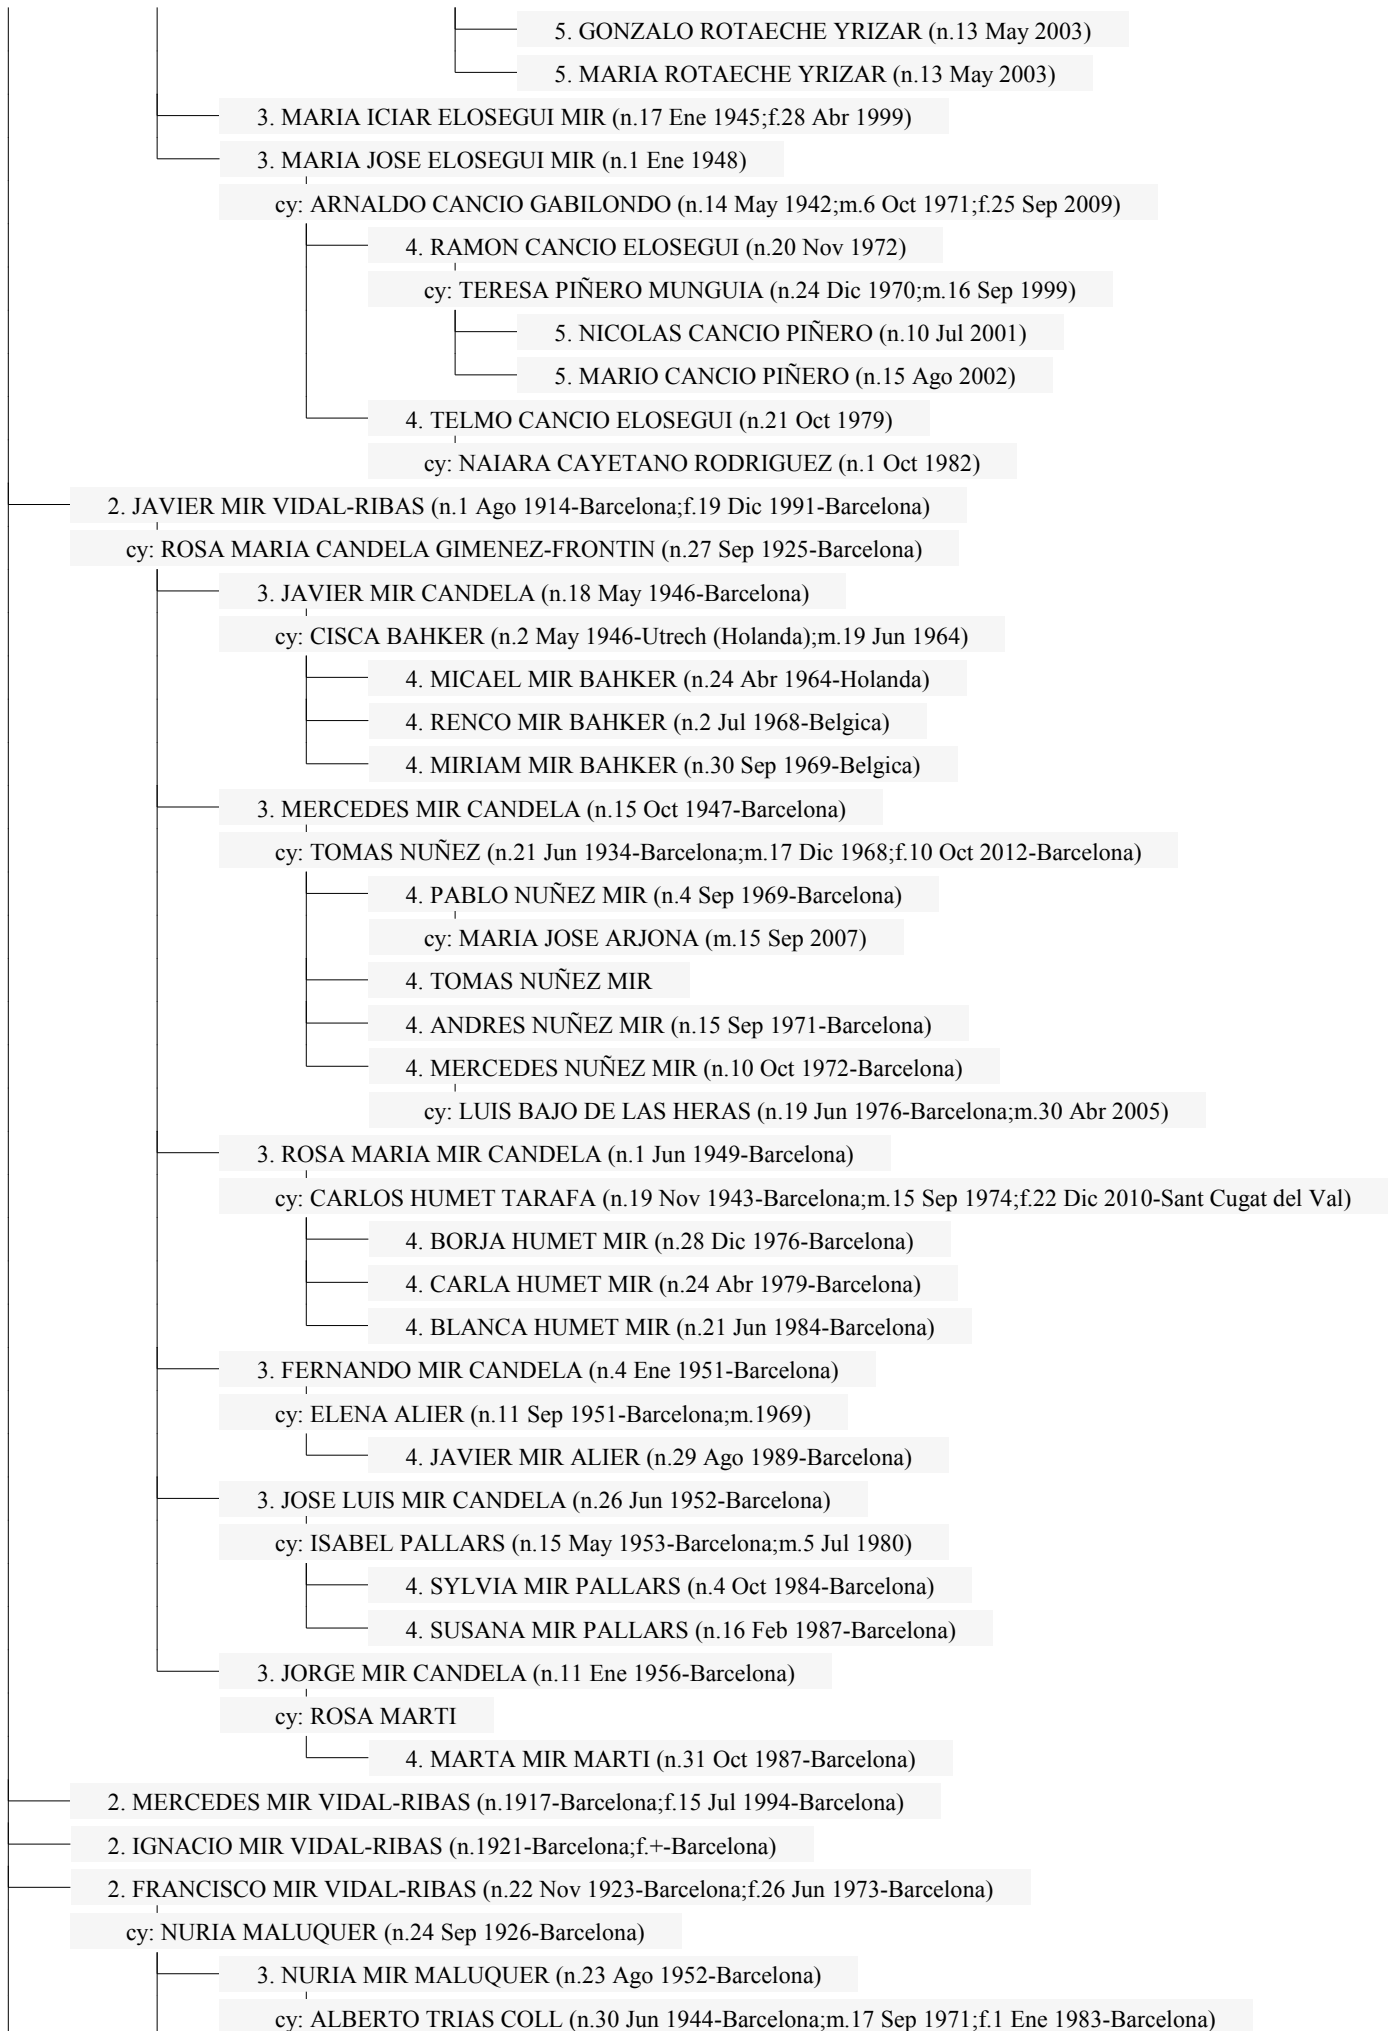 5. GONZALO ROTAECHE YRIZAR (n.13 May 2003)
5. MARIA ROTAECHE YRIZAR (n.13 May 2003)
3. MARIA ICIAR ELOSEGUI MIR (n.17 Ene 1945;f.28 Abr 1999)
3. MARIA JOSE ELOSEGUI MIR (n.1 Ene 1948)
cy: ARNALDO CANCIO GABILONDO (n.14 May 1942;m.6 Oct 1971;f.25 Sep 2009)
4. RAMON CANCIO ELOSEGUI (n.20 Nov 1972)
cy: TERESA PIÑERO MUNGUIA (n.24 Dic 1970;m.16 Sep 1999)
5. NICOLAS CANCIO PIÑERO (n.10 Jul 2001)
5. MARIO CANCIO PIÑERO (n.15 Ago 2002)
4. TELMO CANCIO ELOSEGUI (n.21 Oct 1979)
cy: NAIARA CAYETANO RODRIGUEZ (n.1 Oct 1982)
2. JAVIER MIR VIDAL-RIBAS (n.1 Ago 1914-Barcelona;f.19 Dic 1991-Barcelona)
cy: ROSA MARIA CANDELA GIMENEZ-FRONTIN (n.27 Sep 1925-Barcelona)
3. JAVIER MIR CANDELA (n.18 May 1946-Barcelona)
cy: CISCA BAHKER (n.2 May 1946-Utrech (Holanda);m.19 Jun 1964)
4. MICAEL MIR BAHKER (n.24 Abr 1964-Holanda)
4. RENCO MIR BAHKER (n.2 Jul 1968-Belgica)
4. MIRIAM MIR BAHKER (n.30 Sep 1969-Belgica)
3. MERCEDES MIR CANDELA (n.15 Oct 1947-Barcelona)
cy: TOMAS NUÑEZ (n.21 Jun 1934-Barcelona;m.17 Dic 1968;f.10 Oct 2012-Barcelona)
4. PABLO NUÑEZ MIR (n.4 Sep 1969-Barcelona)
cy: MARIA JOSE ARJONA (m.15 Sep 2007)
4. TOMAS NUÑEZ MIR
4. ANDRES NUÑEZ MIR (n.15 Sep 1971-Barcelona)
4. MERCEDES NUÑEZ MIR (n.10 Oct 1972-Barcelona)
cy: LUIS BAJO DE LAS HERAS (n.19 Jun 1976-Barcelona;m.30 Abr 2005)
3. ROSA MARIA MIR CANDELA (n.1 Jun 1949-Barcelona)
cy: CARLOS HUMET TARAFA (n.19 Nov 1943-Barcelona;m.15 Sep 1974;f.22 Dic 2010-Sant Cugat del Val)
4. BORJA HUMET MIR (n.28 Dic 1976-Barcelona)
4. CARLA HUMET MIR (n.24 Abr 1979-Barcelona)
4. BLANCA HUMET MIR (n.21 Jun 1984-Barcelona)
3. FERNANDO MIR CANDELA (n.4 Ene 1951-Barcelona)
cy: ELENA ALIER (n.11 Sep 1951-Barcelona;m.1969)
4. JAVIER MIR ALIER (n.29 Ago 1989-Barcelona)
3. JOSE LUIS MIR CANDELA (n.26 Jun 1952-Barcelona)
cy: ISABEL PALLARS (n.15 May 1953-Barcelona;m.5 Jul 1980)
4. SYLVIA MIR PALLARS (n.4 Oct 1984-Barcelona)
4. SUSANA MIR PALLARS (n.16 Feb 1987-Barcelona)
3. JORGE MIR CANDELA (n.11 Ene 1956-Barcelona)
cy: ROSA MARTI
4. MARTA MIR MARTI (n.31 Oct 1987-Barcelona)
2. MERCEDES MIR VIDAL-RIBAS (n.1917-Barcelona;f.15 Jul 1994-Barcelona)
2. IGNACIO MIR VIDAL-RIBAS (n.1921-Barcelona;f.+-Barcelona)
2. FRANCISCO MIR VIDAL-RIBAS (n.22 Nov 1923-Barcelona;f.26 Jun 1973-Barcelona)
cy: NURIA MALUQUER (n.24 Sep 1926-Barcelona)
3. NURIA MIR MALUQUER (n.23 Ago 1952-Barcelona)
cy: ALBERTO TRIAS COLL (n.30 Jun 1944-Barcelona;m.17 Sep 1971;f.1 Ene 1983-Barcelona)